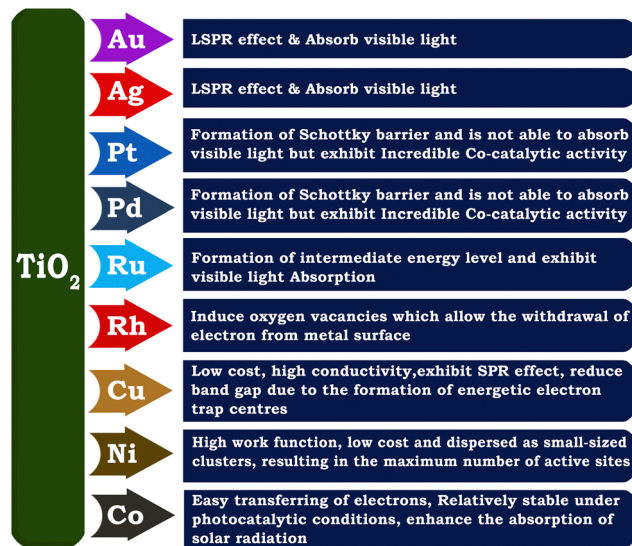 TiO₂
Au
LSPR effect & Absorb visible light
Ag
LSPR effect & Absorb visible light
Pt
Formation of Schottky barrier and is not able to absorb
visible light but exhibit Incredible Co-catalytic activity
Pd
Formation of Schottky barrier and is not able to absorb
visible light but exhibit Incredible Co-catalytic activity
Ru
Formation of intermediate energy level and exhibit
visible light Absorption
Rh
Induce oxygen vacancies which allow the withdrawal of
electron from metal surface
Cu
Low cost, high conductivity,exhibit SPR effect, reduce
band gap due to the formation of energetic electron
trap centres
Ni
High work function, low cost and dispersed as small-sized
clusters, resulting in the maximum number of active sites
Co
Easy transferring of electrons, Relatively stable under
photocatalytic conditions, enhance the absorption of
solar radiation